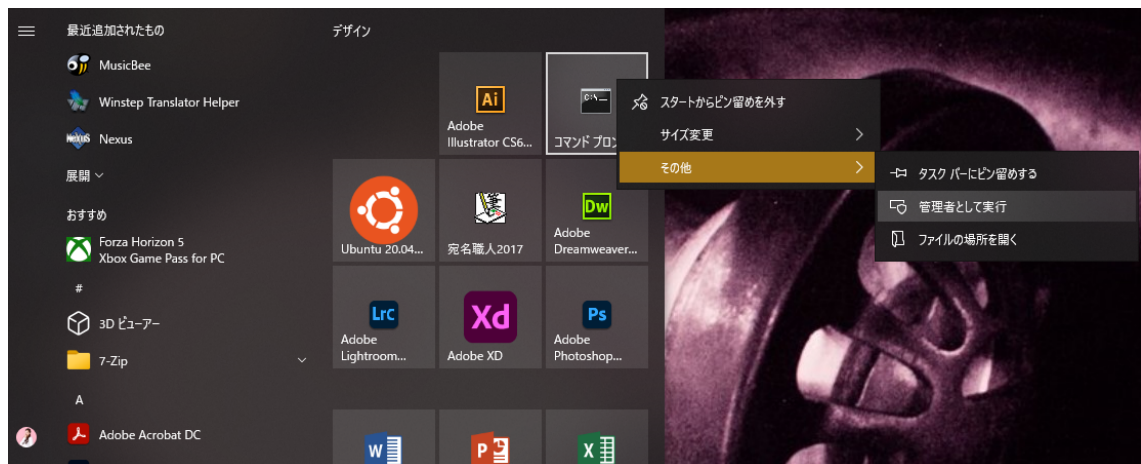 最近追加されたもの
MusicBee
Winstep Translator Helper
Nexus
展開
おすすめ
Forza Horizon 5
Xbox Game Pass for PC
#
3D ビューアー
7-Zip
A
Adobe Acrobat DC
デザイン
Ai
Adobe
Illustrator CS6...
C:\_
コマンド プロン
Ubuntu 20.04...
宛名職人2017
Dw
Adobe
Dreamweaver...
LrC
Adobe
Lightroom...
Xd
Adobe XD
Ps
Adobe
Photoshop...
W
P
X
スタートからピン留めを外す
サイズ変更
その他
タスク バーにピン留めする
管理者として実行
ファイルの場所を開く